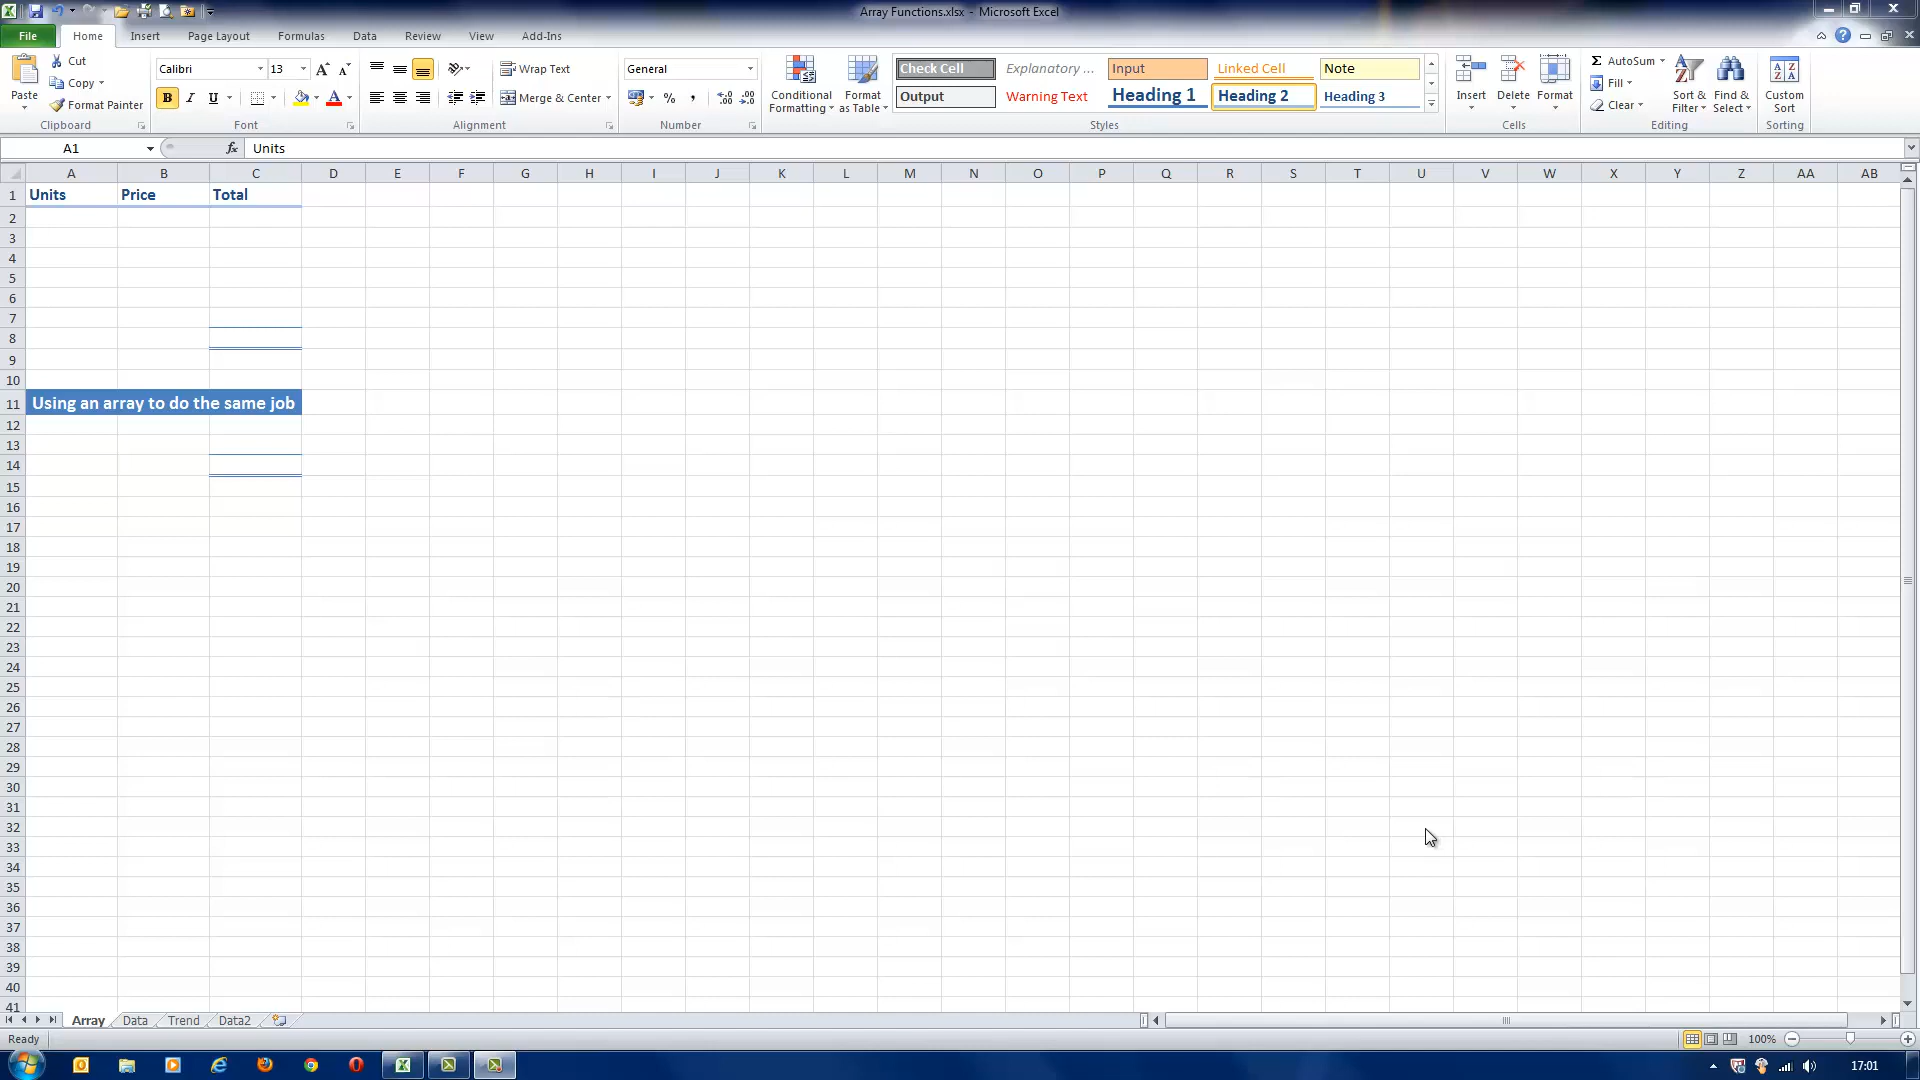 Array Functions.xlsx - Microsoft Excel
File Home Insert Page Layout Formulas Data Review View Add-Ins
Paste
Cut
Copy
Format Painter
Clipboard
Calibri 13
B I U
Font
Wrap Text
Merge & Center
Alignment
General
%
Number
Conditional Formatting
Format as Table
Check Cell Explanatory ... Input Linked Cell Note
Output Warning Text Heading 1 Heading 2 Heading 3
Styles
Insert Delete Format
Cells
AutoSum
Fill
Clear
Sort & Filter
Find & Select
Editing
Custom Sort
Sorting
A1 fx Units
A B C D E F G H I J K L M N O P Q R S T U V W X Y Z AA AB
1 Units Price Total
2
3
4
5
6
7
8
9
10
11 Using an array to do the same job
12
13
14
15
16
17
18
19
20
21
22
23
24
25
26
27
28
29
30
31
32
33
34
35
36
37
38
39
40
41
Array Data Trend Data2
Ready 100%
17:01